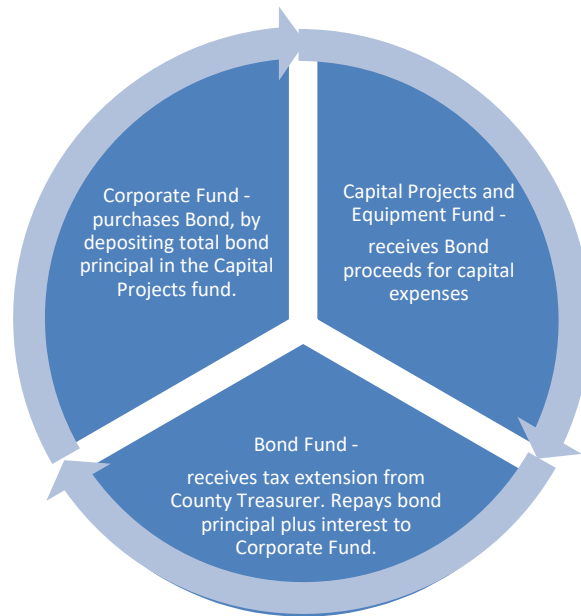 Corporate Fund -
purchases Bond, by
depositing total bond
principal in the Capital
Projects fund.
Capital Projects and
Equipment Fund -
receives Bond
proceeds for capital
expenses
Bond Fund -
receives tax extension from
County Treasurer. Repays bond
principal plus interest to
Corporate Fund.